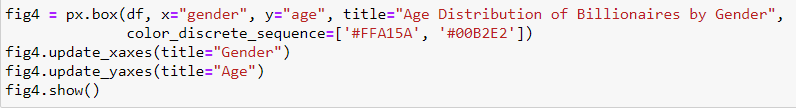 fig4 = px.box(df, x="gender", y="age", title="Age Distribution of Billionaires by Gender",
              color_discrete_sequence=['#FFA15A', '#00B2E2'])
fig4.update_xaxes(title="Gender")
fig4.update_yaxes(title="Age")
fig4.show()